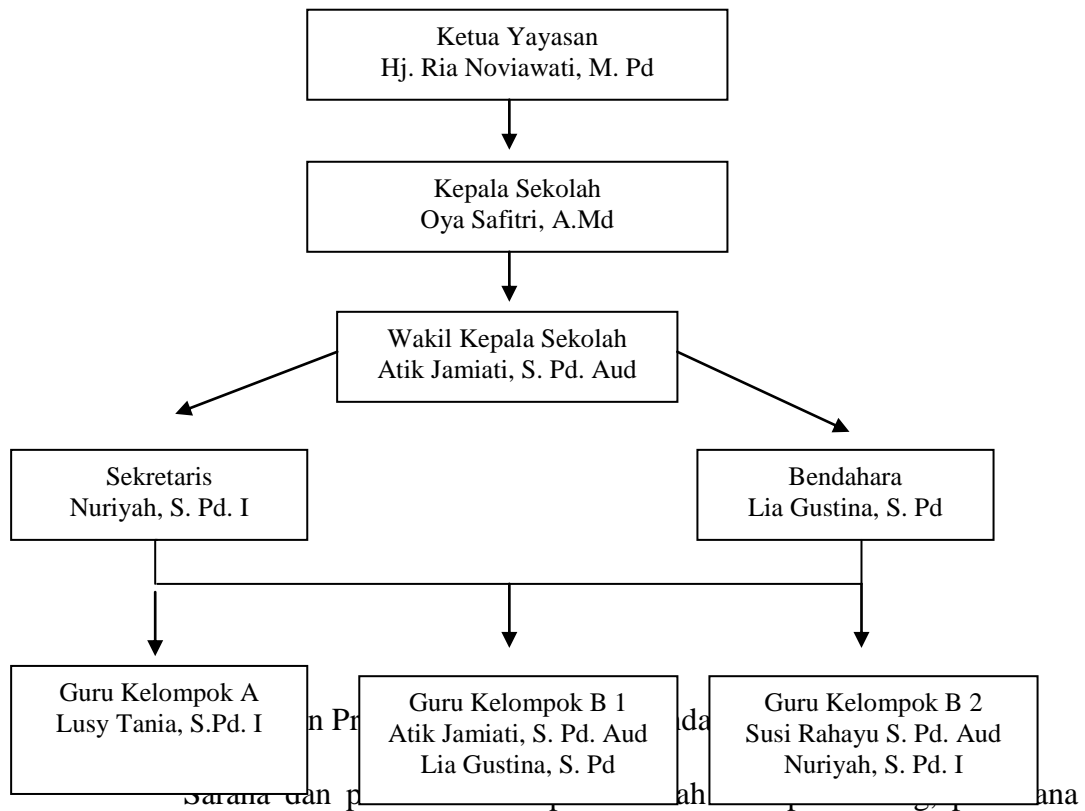 Ketua Yayasan
Hj. Ria Noviawati, M. Pd
Kepala Sekolah
Oya Safitri, A.Md
Wakil Kepala Sekolah
Atik Jamiati, S. Pd. Aud
Sekretaris
Nuriyah, S. Pd. I
Bendahara
Lia Gustina, S. Pd
Guru Kelompok A
Lusy Tania, S.Pd. I
Guru Kelompok B 1
Atik Jamiati, S. Pd. Aud
Lia Gustina, S. Pd
Guru Kelompok B 2
Susi Rahayu S. Pd. Aud
Nuriyah, S. Pd. I
Sarana dan